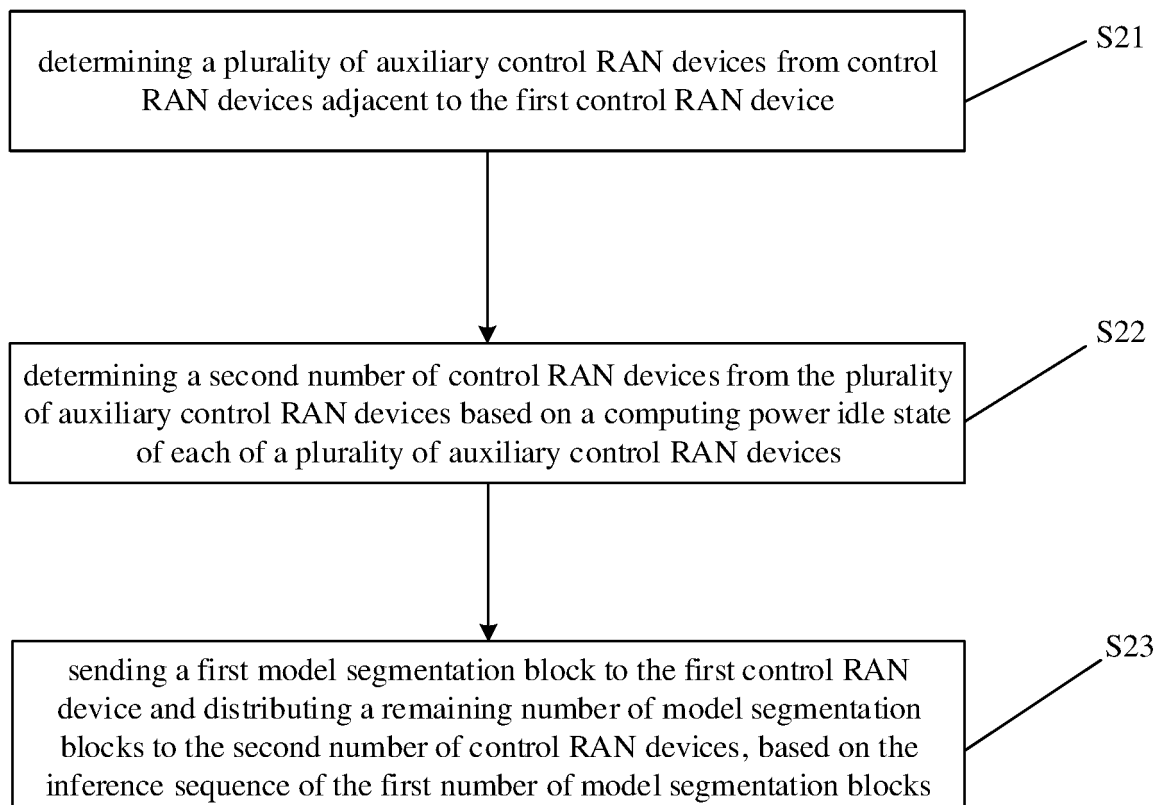 determining a plurality of auxiliary control RAN devices from control
RAN devices adjacent to the first control RAN device
S21
determining a second number of control RAN devices from the plurality
of auxiliary control RAN devices based on a computing power idle state
of each of a plurality of auxiliary control RAN devices
S22
sending a first model segmentation block to the first control RAN
device and distributing a remaining number of model segmentation
blocks to the second number of control RAN devices, based on the
inference sequence of the first number of model segmentation blocks
S23